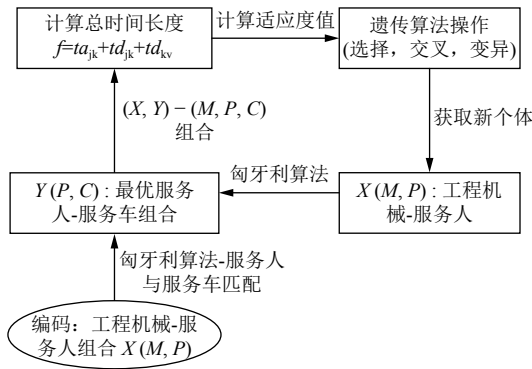 计算总时间长度
f=ta_jk+td_jk+td_kv
计算适应度值
遗传算法操作
(选择，交叉，变异)
(X, Y)－(M, P, C)
组合
获取新个体
Y (P, C) : 最优服务
人-服务车组合
匈牙利算法
X (M, P) : 工程机
械-服务人
匈牙利算法-服务人
与服务车匹配
编码：工程机械-服
务人组合 X (M, P)